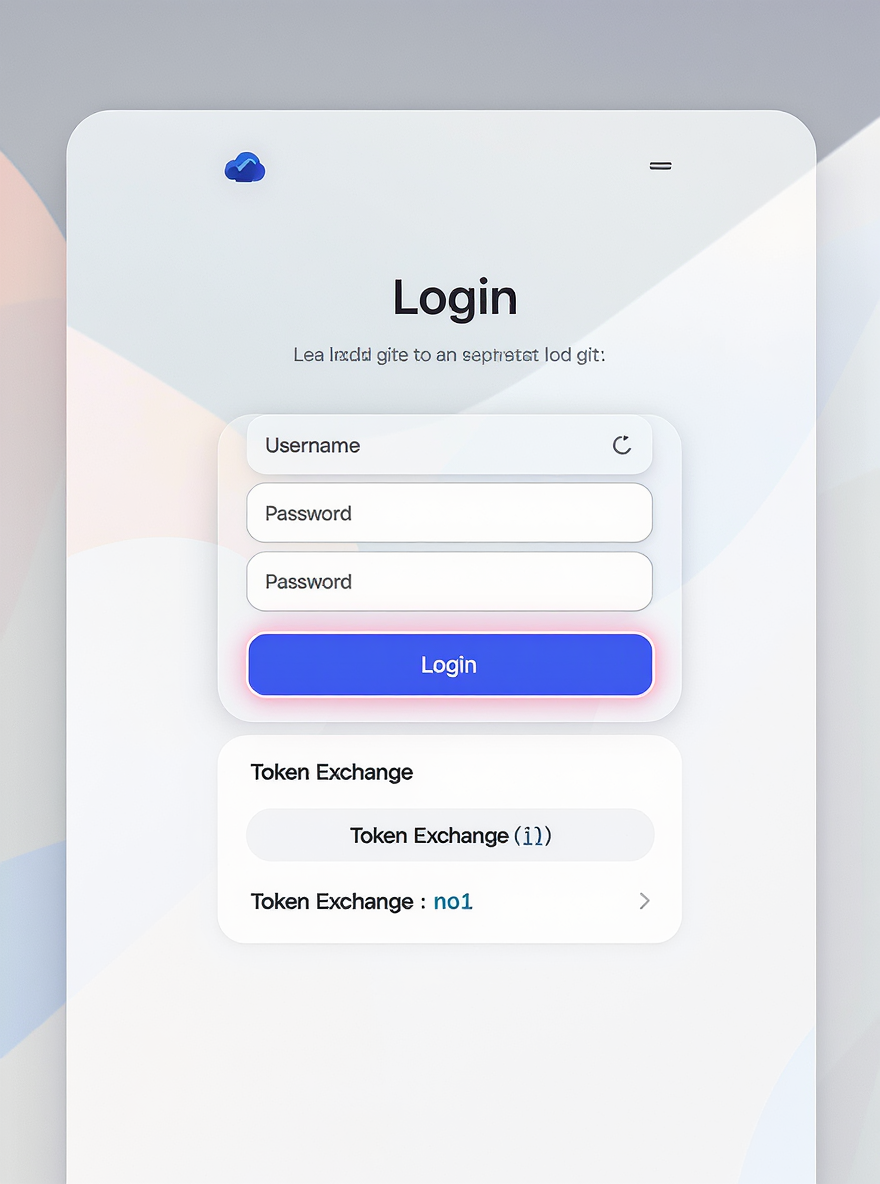 Login
Lea gite to an lod git:
Username
Password
Password
Login
Token Exchange
Token Exchange
Token Exchange : no1